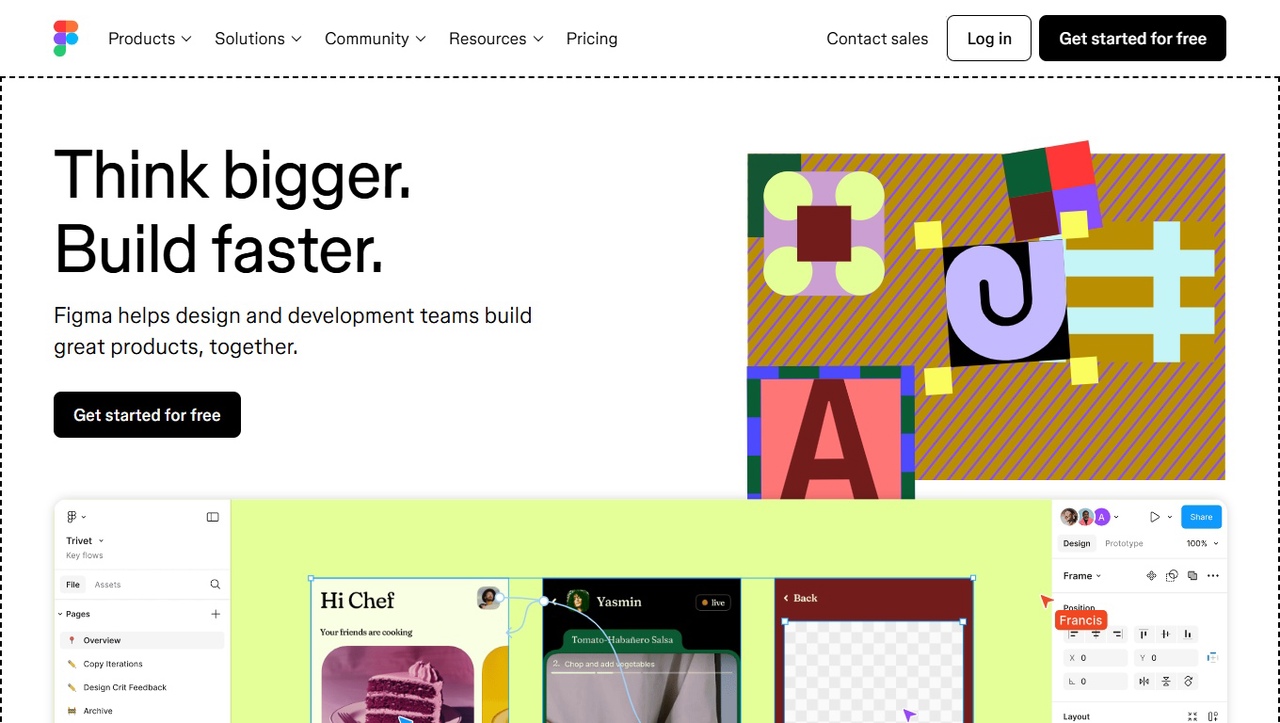 Products
Solutions
Community
Resources
Pricing
Contact sales
Log in
Get started for free
Think bigger.
Build faster.
Figma helps design and development teams build
great products, together.
Get started for free
A
Trivet
Key flows
File
Assets
Pages
Overview
Copy Iterations
Design Crit Feedback
Archive
Hi Chef
Your friends are cooking
Yasmin
live
Tomato-Habañero Salsa
2. Chop and add vegetables
Back
A
Share
Design
Prototype
100%
Frame
Position
Francis
X 0
Y 0
0
Layout